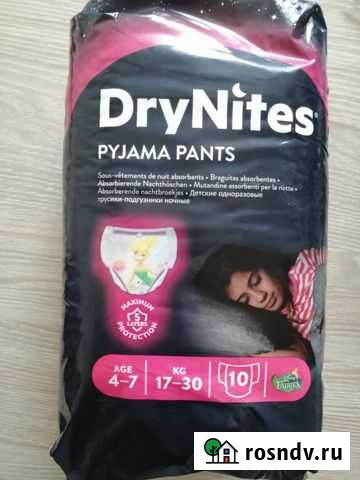 DryNites®
PYJAMA PANTS
Sous-vêtements de nuit absorbants • Braguitas absorbentes •
Absorbierende Nachthöschen • Mutandine assorbenti per la notte •
Absorberende nachtbroekjes • Детские одноразовые
трусики-подгузники ночные
MAXIMUM
5
LAYERS
PROTECTION
AGE
4-7
KG
17-30
10
FAIRIES
rosndv.ru